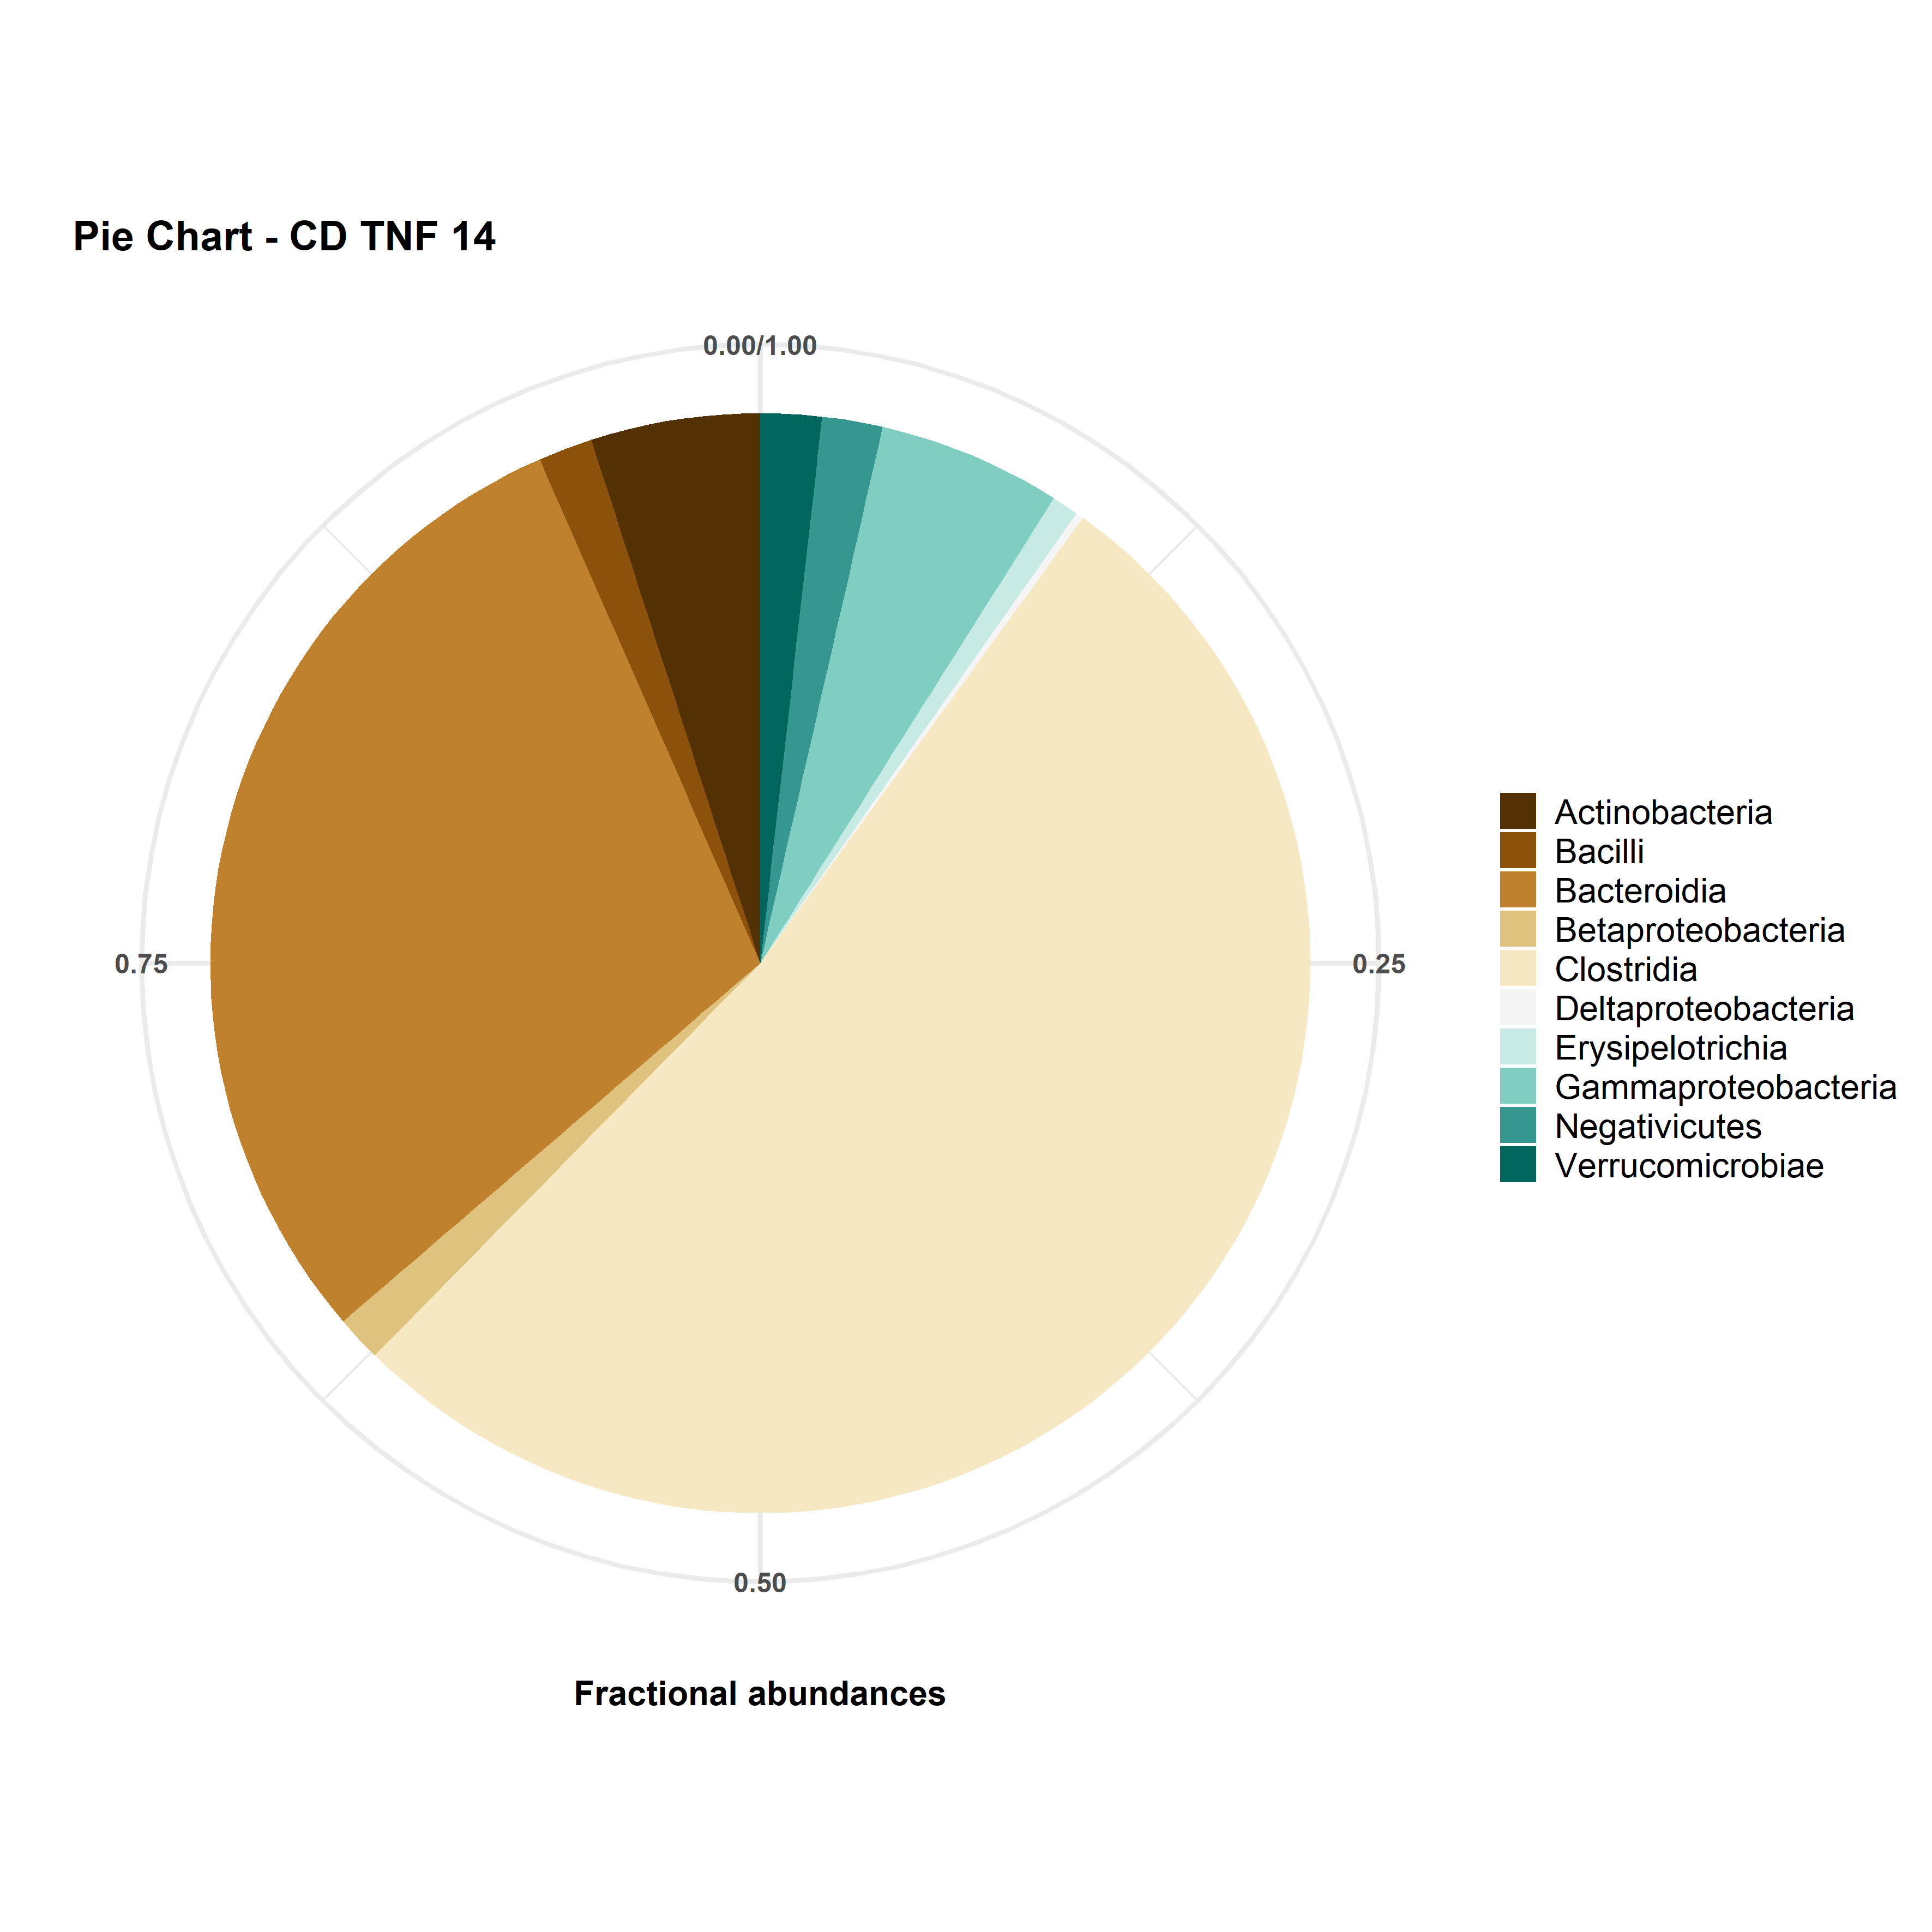 Pie Chart - CD TNF 14
0.00/1.00
0.75
0.25
0.50
Fractional abundances
Actinobacteria
Bacilli
Bacteroidia
Betaproteobacteria
Clostridia
Deltaproteobacteria
Erysipelotrichia
Gammaproteobacteria
Negativicutes
Verrucomicrobiae